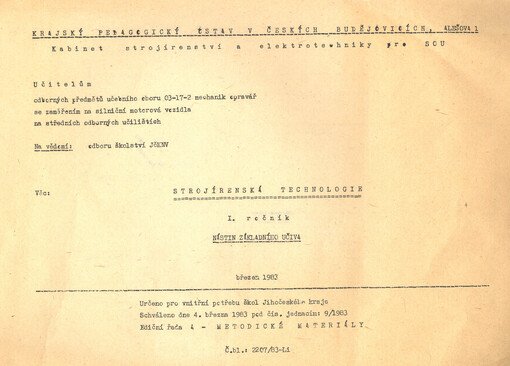 KRAJSKÝ PEDAGOGICKÝ ÚSTAV V ČESKÝCH BUDĚJOVICÍCH, ALEŠOVA 1
Kabinet strojírenství a elektrotechniky pro SOU
Učitelům
odborných předmětů učebního oboru 03-17-2 mechanik opravář
se zaměřením na silniční motorová vozidla
na středních odborných učilištích
Na vědomí: odboru školství JčKNV
Věc: STROJÍRENSKÁ TECHNOLOGIE
I. ročník
NÁSTIN ZÁKLADNÍHO UČIVA
březen 1983
Určeno pro vnitřní potřebu škol Jihočeského kraje
Schváleno dne 4. března 1983 pod čís. jednacím: 9/1983
Ediční řada 4 - METODICKÉ MATERIÁLY
Č.bl.: 2207/83-Li